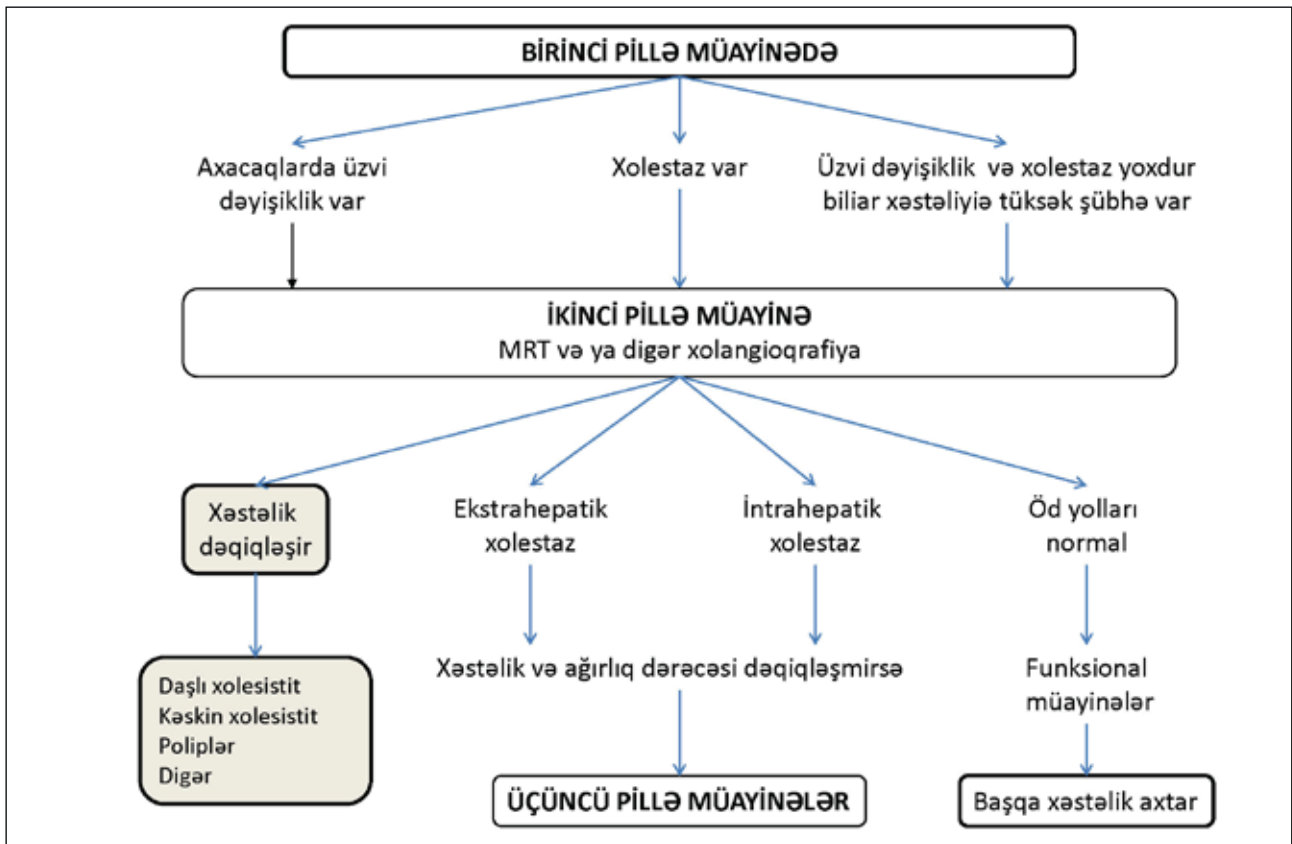 BİRİNCİ PİLLƏ MÜAYİNƏDƏ
Axacaqlarda üzvi
dəyişiklik var
Xolestaz var
Üzvi dəyişiklik və xolestaz yoxdur
biliar xəstəliyiə tüksək şübhə var
İKİNCİ PİLLƏ MÜAYİNƏ
MRT və ya digər xolangioqrafiya
Xəstəlik
dəqiqləşir
Ekstrahepatik
xolestaz
İntrahepatik
xolestaz
Öd yolları
normal
Daşlı xolesistit
Kəskin xolesistit
Poliplər
Digər
Xəstəlik və ağırlıq dərəcəsi dəqiqləşmirsə
Funksional
müayinələr
ÜÇÜNCÜ PİLLƏ MÜAYİNƏLƏR
Başqa xəstəlik axtar